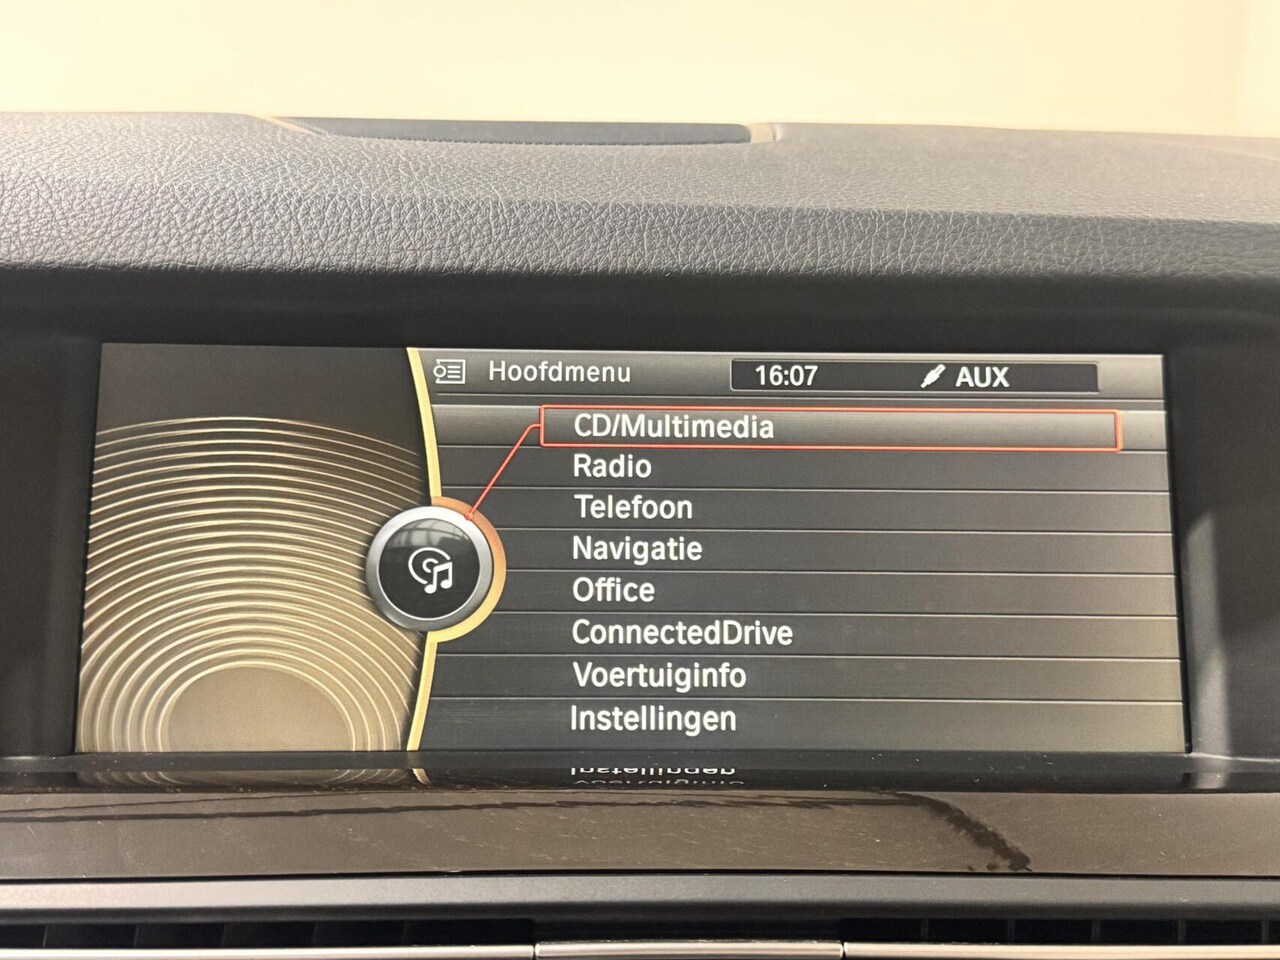 Hoofdmenu 16:07 AUX
CD/Multimedia
Radio
Telefoon
Navigatie
Office
ConnectedDrive
Voertuiginfo
Instellingen